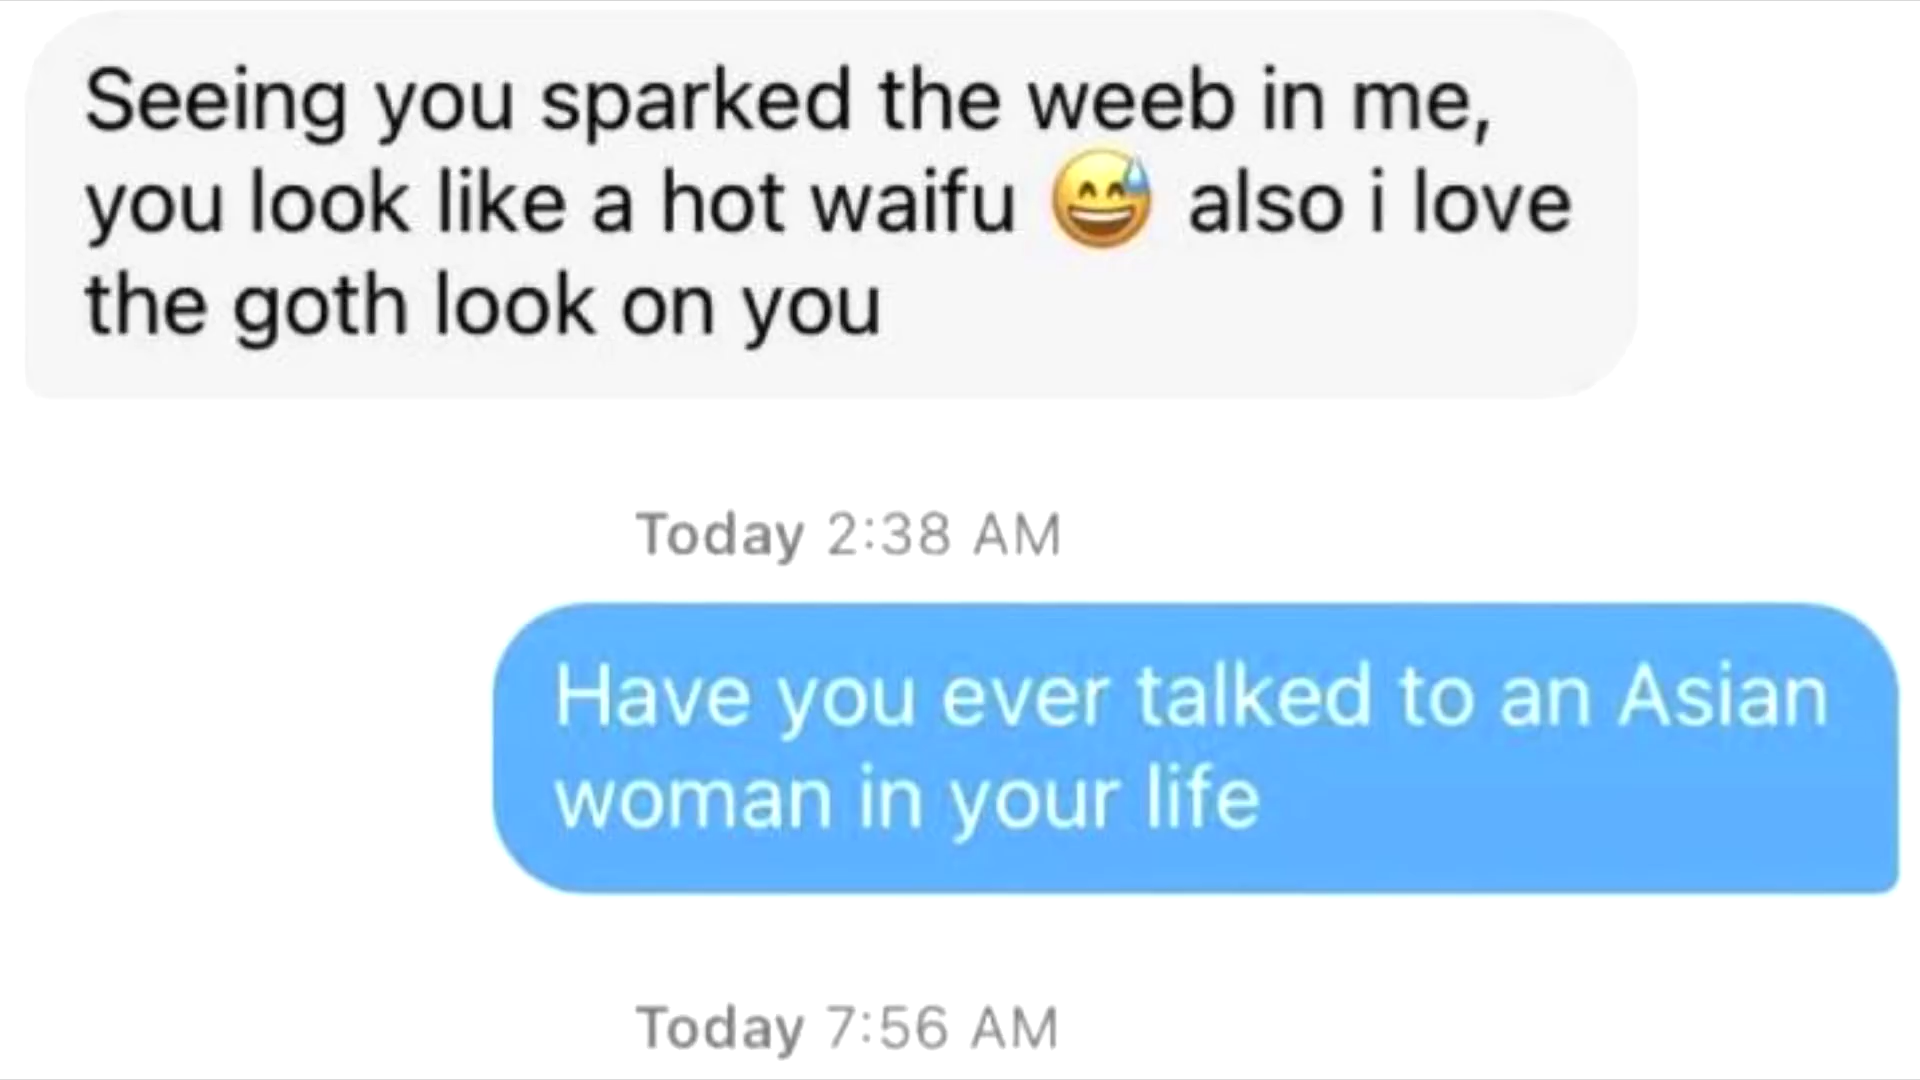 Seeing you sparked the weeb in me,
you look like a hot waifu 😅 also i love
the goth look on you
Today 2:38 AM
Have you ever talked to an Asian
woman in your life
Today 7:56 AM